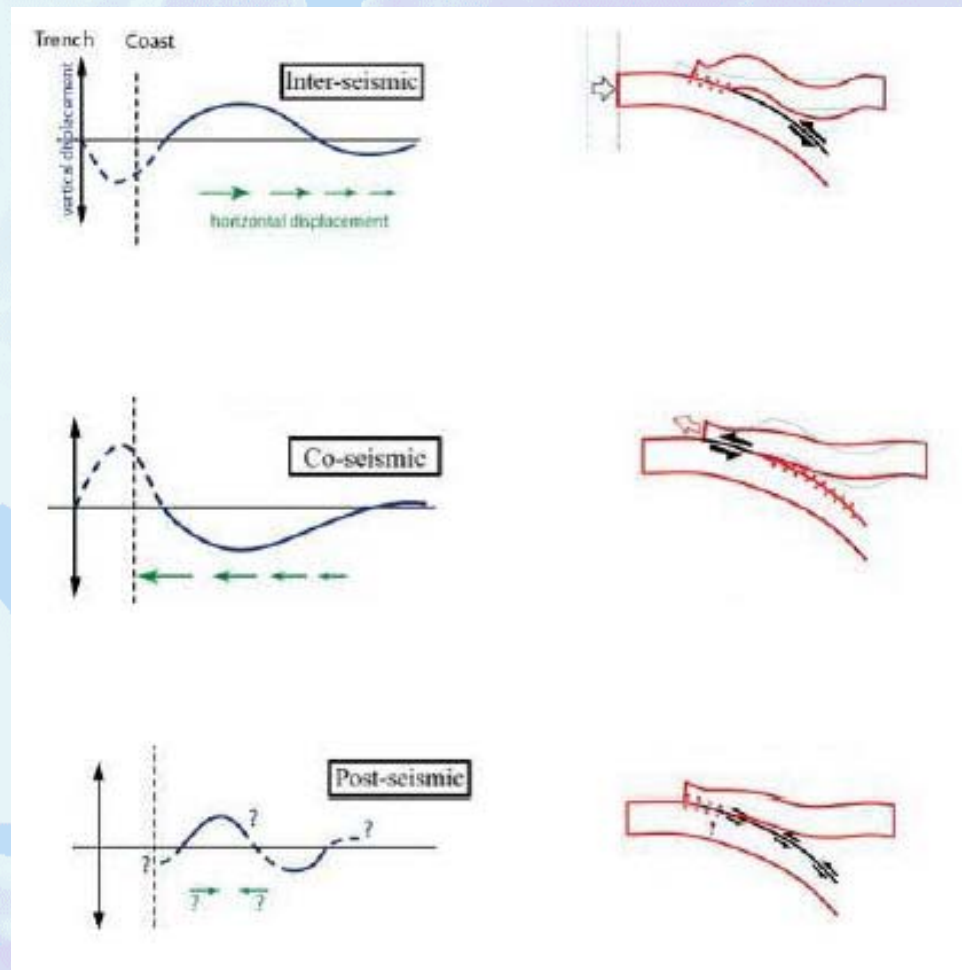 Trench Coast
vertical displacement
Inter-seismic
horizontal displacement
Co-seismic
Post-seismic
?
?
?
? ?
?